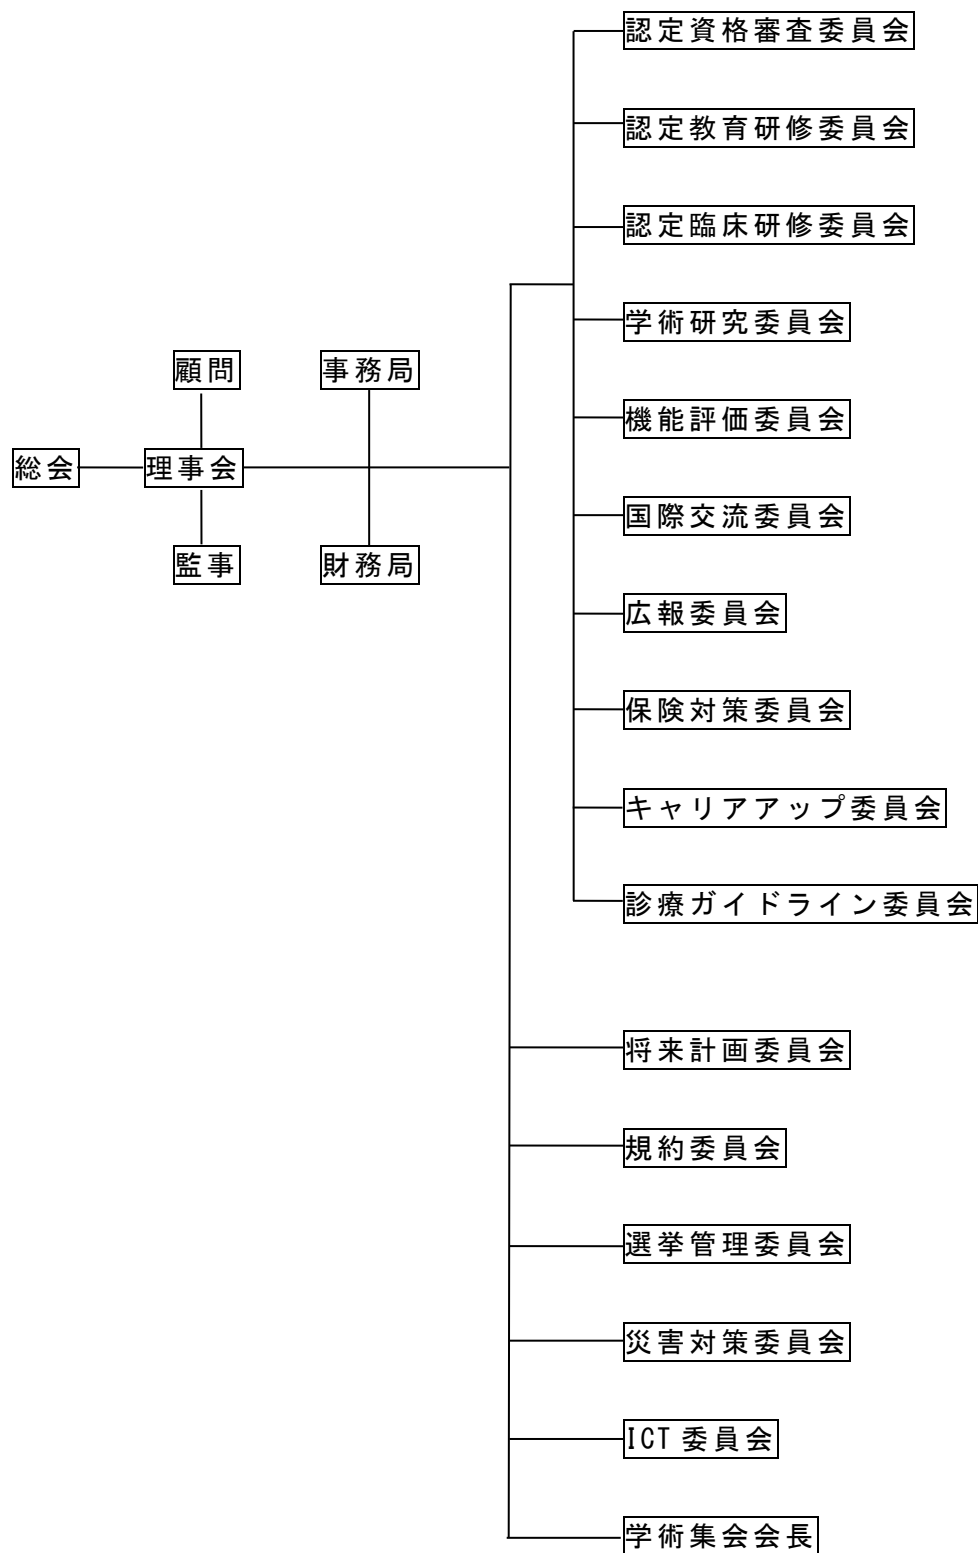 認定資格審査委員会
認定教育研修委員会
認定臨床研修委員会
学術研究委員会
顧問
事務局
機能評価委員会
総会
理事会
国際交流委員会
監事
財務局
広報委員会
保険対策委員会
キャリアアップ委員会
診療ガイドライン委員会
将来計画委員会
規約委員会
選挙管理委員会
災害対策委員会
ICT 委員会
学術集会会長